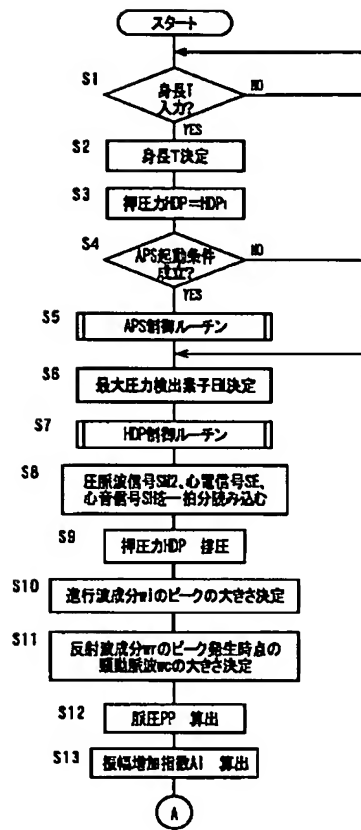 スタート
S1
身長T
入力?
NO
YES
S2
身長T決定
S3
押圧力HDP=HDP1
S4
APS起動条件
成立?
NO
YES
S5
APS制御ルーチン
S6
最大圧力検出素子EM決定
S7
HDP制御ルーチン
S8
圧脈波信号SM2、心電信号SE、
心音信号SHを一拍分読み込む
S9
押圧力HDP 排圧
S10
進行波成分wiのピークの大きさ決定
S11
反射波成分wrのピーク発生時点の
頸動脈波wcの大きさ決定
S12
脈圧PP 算出
S13
振幅増加指数AI 算出
A